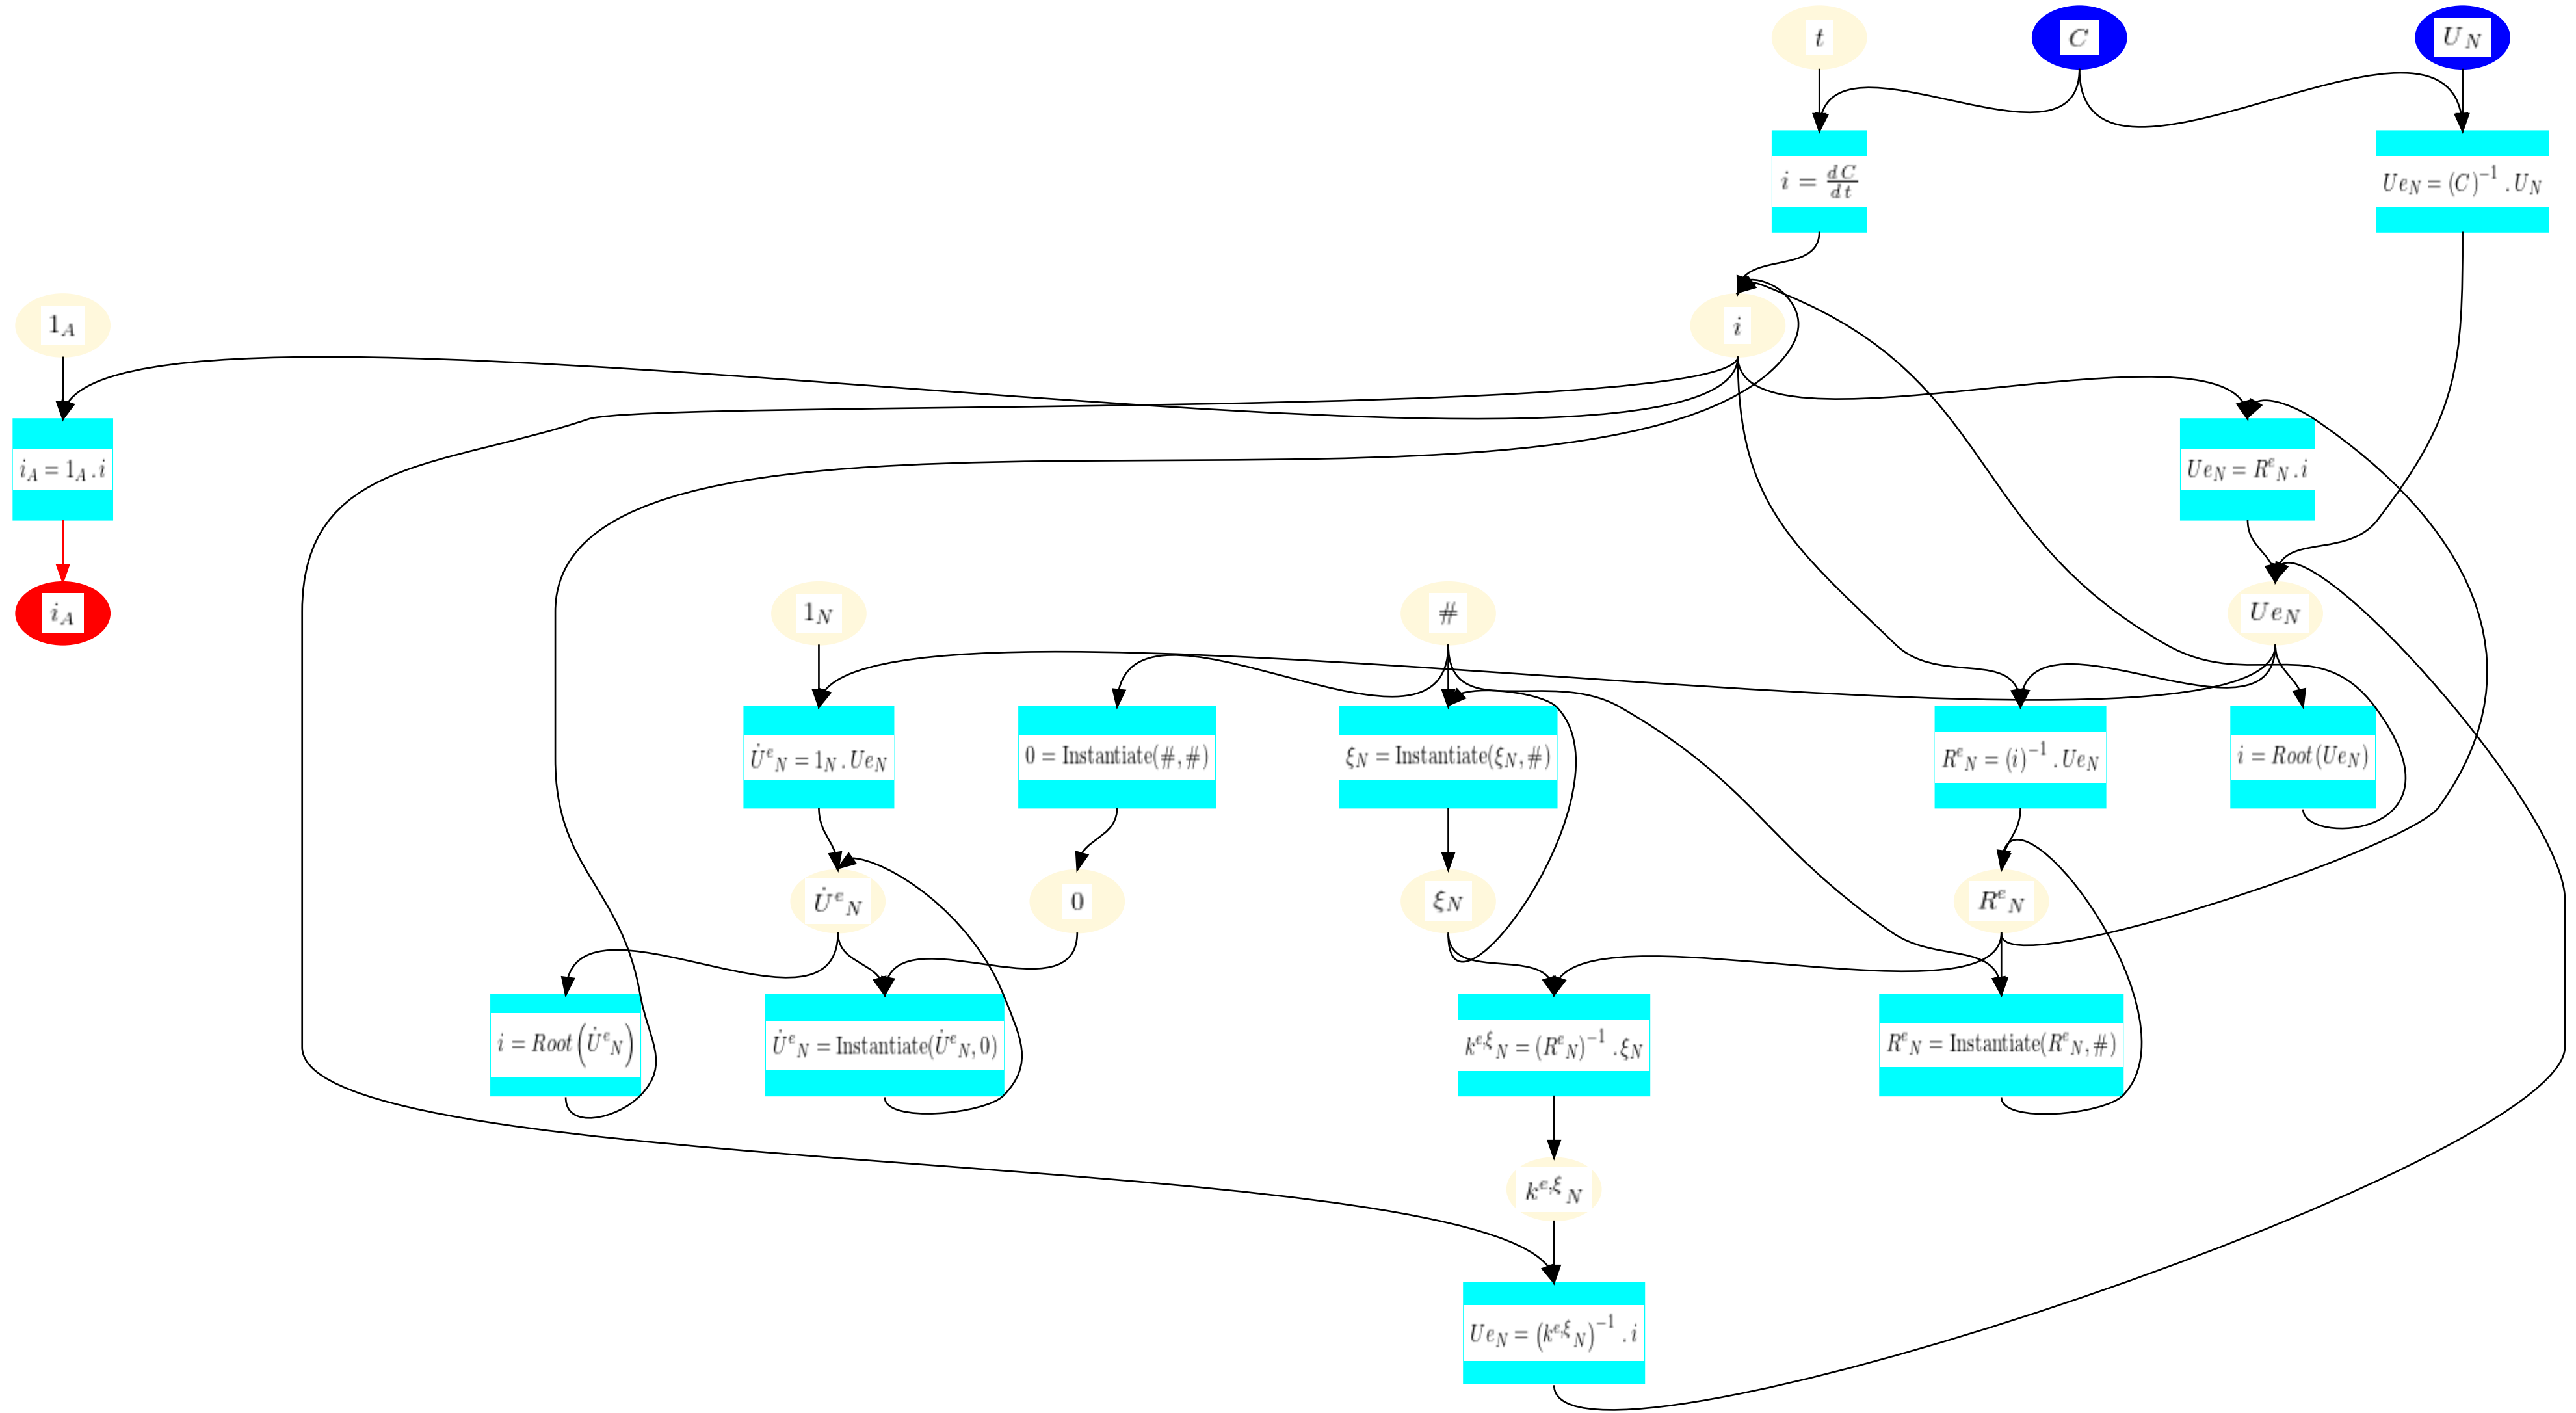 t
C
U_N
i = dC/dt
Ue_N = (C)^{-1} . U_N
1_A
i
i_A = 1_A . i
Ue_N = R^e_N . i
i_A
1_N
#
Ue_N
U̇^e_N = 1_N . Ue_N
0 = Instantiate(#, #)
ξ_N = Instantiate(ξ_N, #)
R^e_N = (i)^{-1} . Ue_N
i = Root(Ue_N)
U̇^e_N
0
ξ_N
R^e_N
i = Root(U̇^e_N)
U̇^e_N = Instantiate(U̇^e_N, 0)
k^{e,ξ}_N = (R^e_N)^{-1} . ξ_N
R^e_N = Instantiate(R^e_N, #)
k^{e,ξ}_N
Ue_N = (k^{e,ξ}_N)^{-1} . i